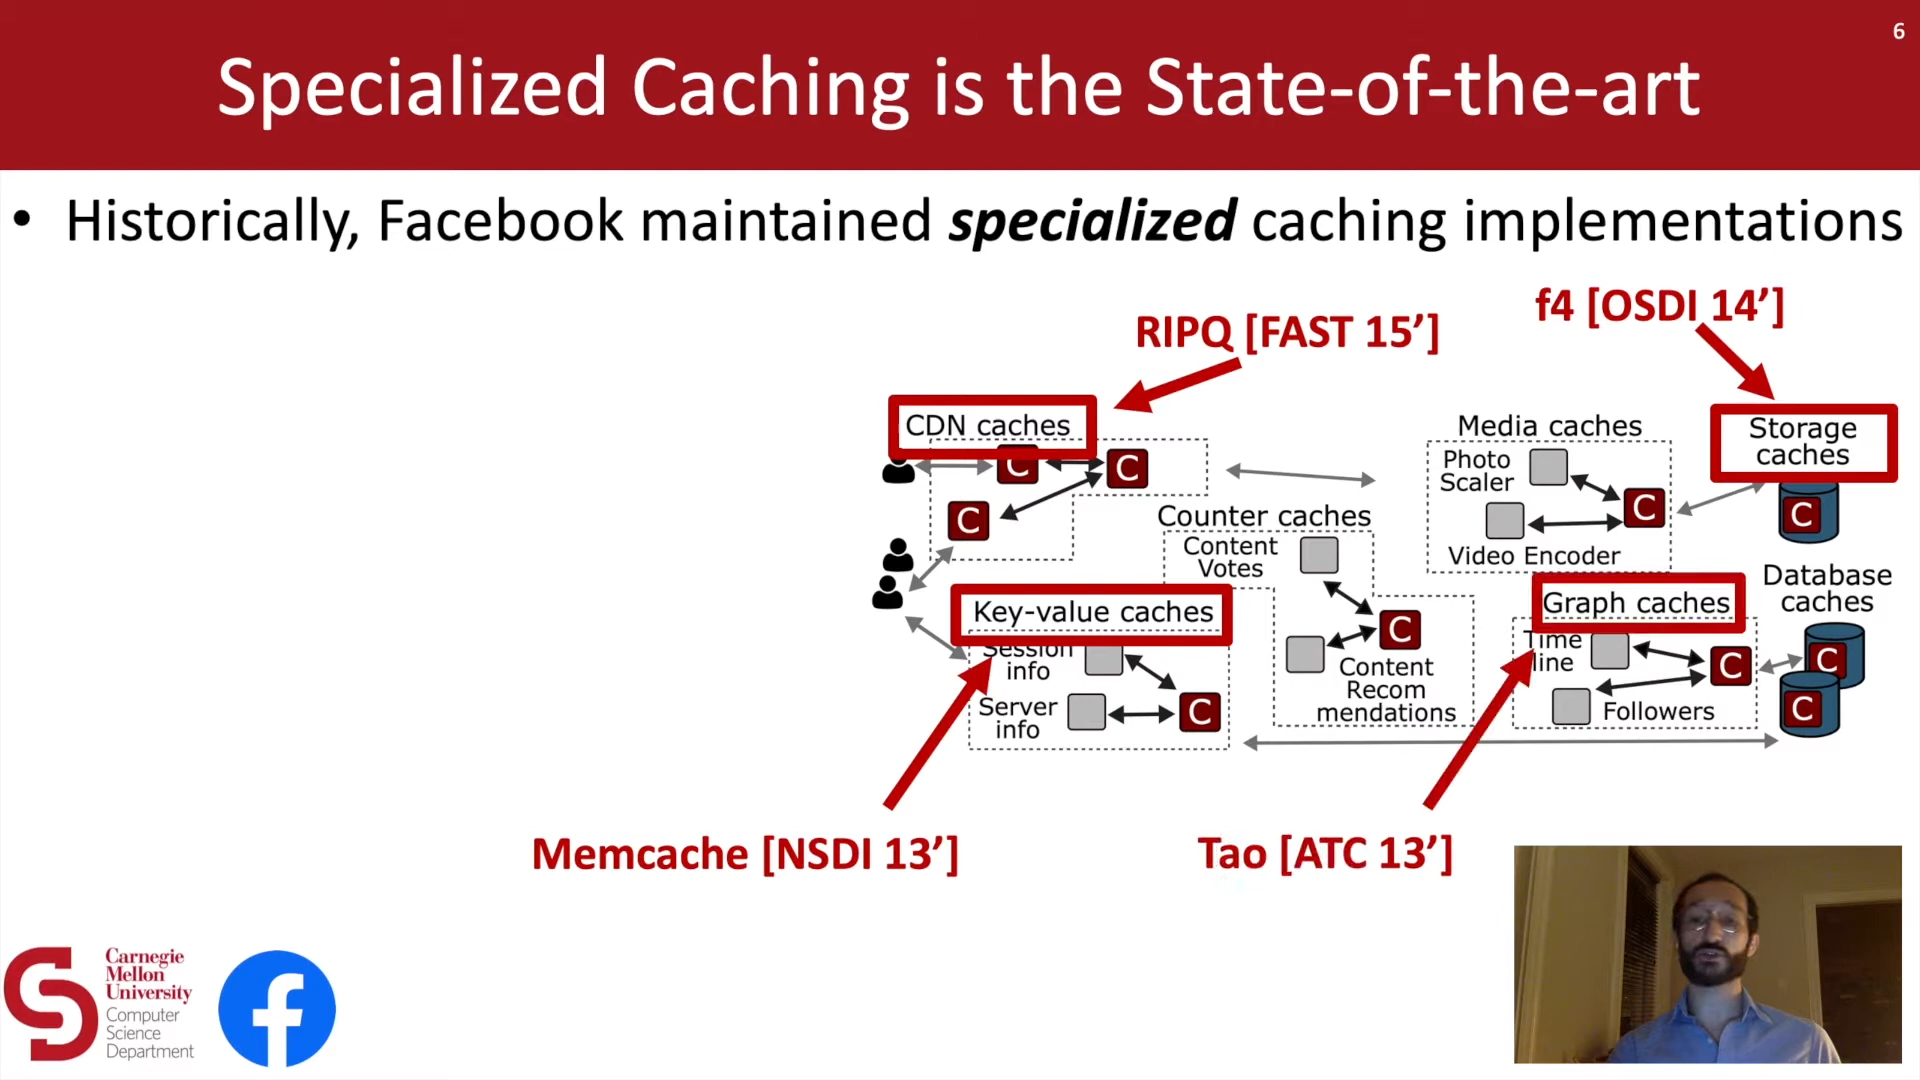 6
Specialized Caching is the State-of-the-art
• Historically, Facebook maintained specialized caching implementations
f4 [OSDI 14’]
RIPQ [FAST 15’]
CDN caches
C
C
C
Media caches
Photo
Scaler
C
Video Encoder
Storage
caches
C
Counter caches
Content
Votes
C
Content
Recom
mendations
Key-value caches
Session
info
Server
info
C
Graph caches
Time
line
C
Followers
Database
caches
C
C
Memcache [NSDI 13’]
Tao [ATC 13’]
Carnegie
Mellon
University
Computer
Science
Department
f